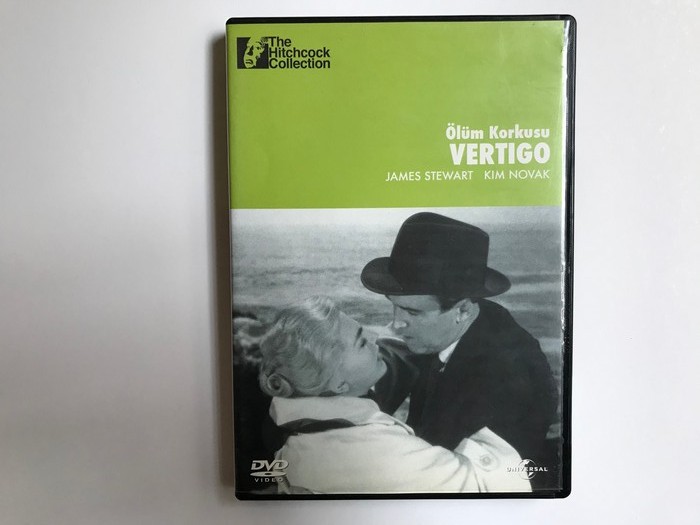 The
Hitchcock
Collection
Ölüm Korkusu
VERTIGO
JAMES STEWART KIM NOVAK
DVD
VIDEO
UNIVERSAL